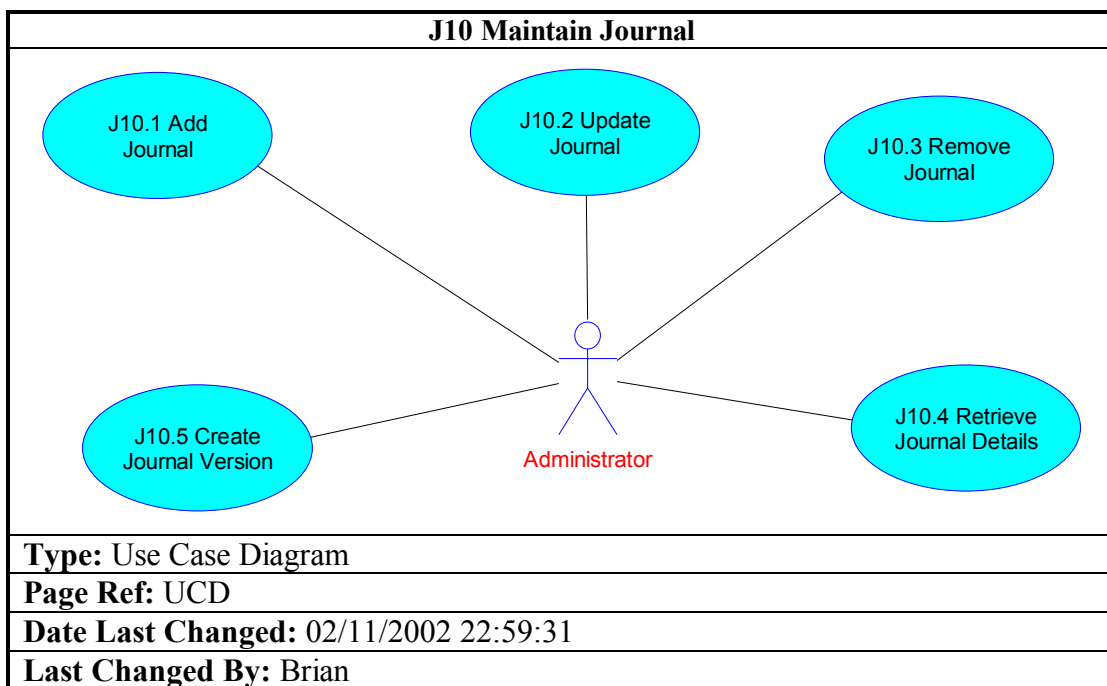 J10 Maintain Journal
J10.1 Add
Journal
J10.2 Update
Journal
J10.3 Remove
Journal
J10.5 Create
Journal Version
J10.4 Retrieve
Journal Details
Administrator
Type: Use Case Diagram
Page Ref: UCD
Date Last Changed: 02/11/2002 22:59:31
Last Changed By: Brian